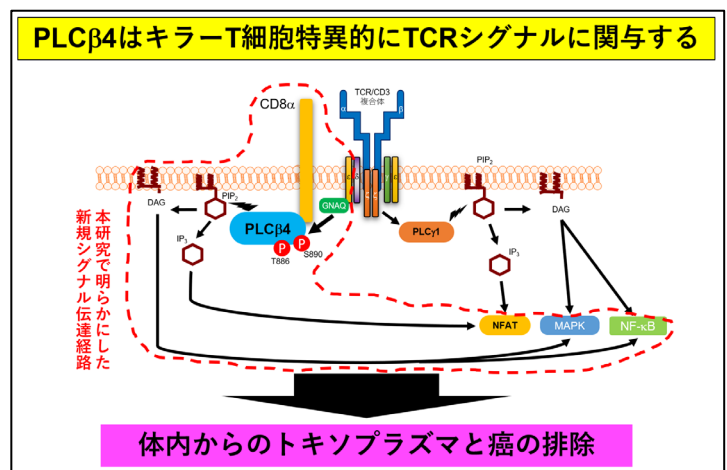 PLCβ4はキラーT細胞特異的にTCRシグナルに関与する
TCR/CD3
複合体
CD8α
α
β
PIP2
DAG
PIP2
GNAQ
ε
δ
ζ
ζ
γ
ε
DAG
PLCβ4
PLCγ1
P
P
S890
T886
IP3
IP3
本研究で明らかにした
新規シグナル伝達経路
NFAT
MAPK
NF-κB
体内からのトキソプラズマと癌の排除